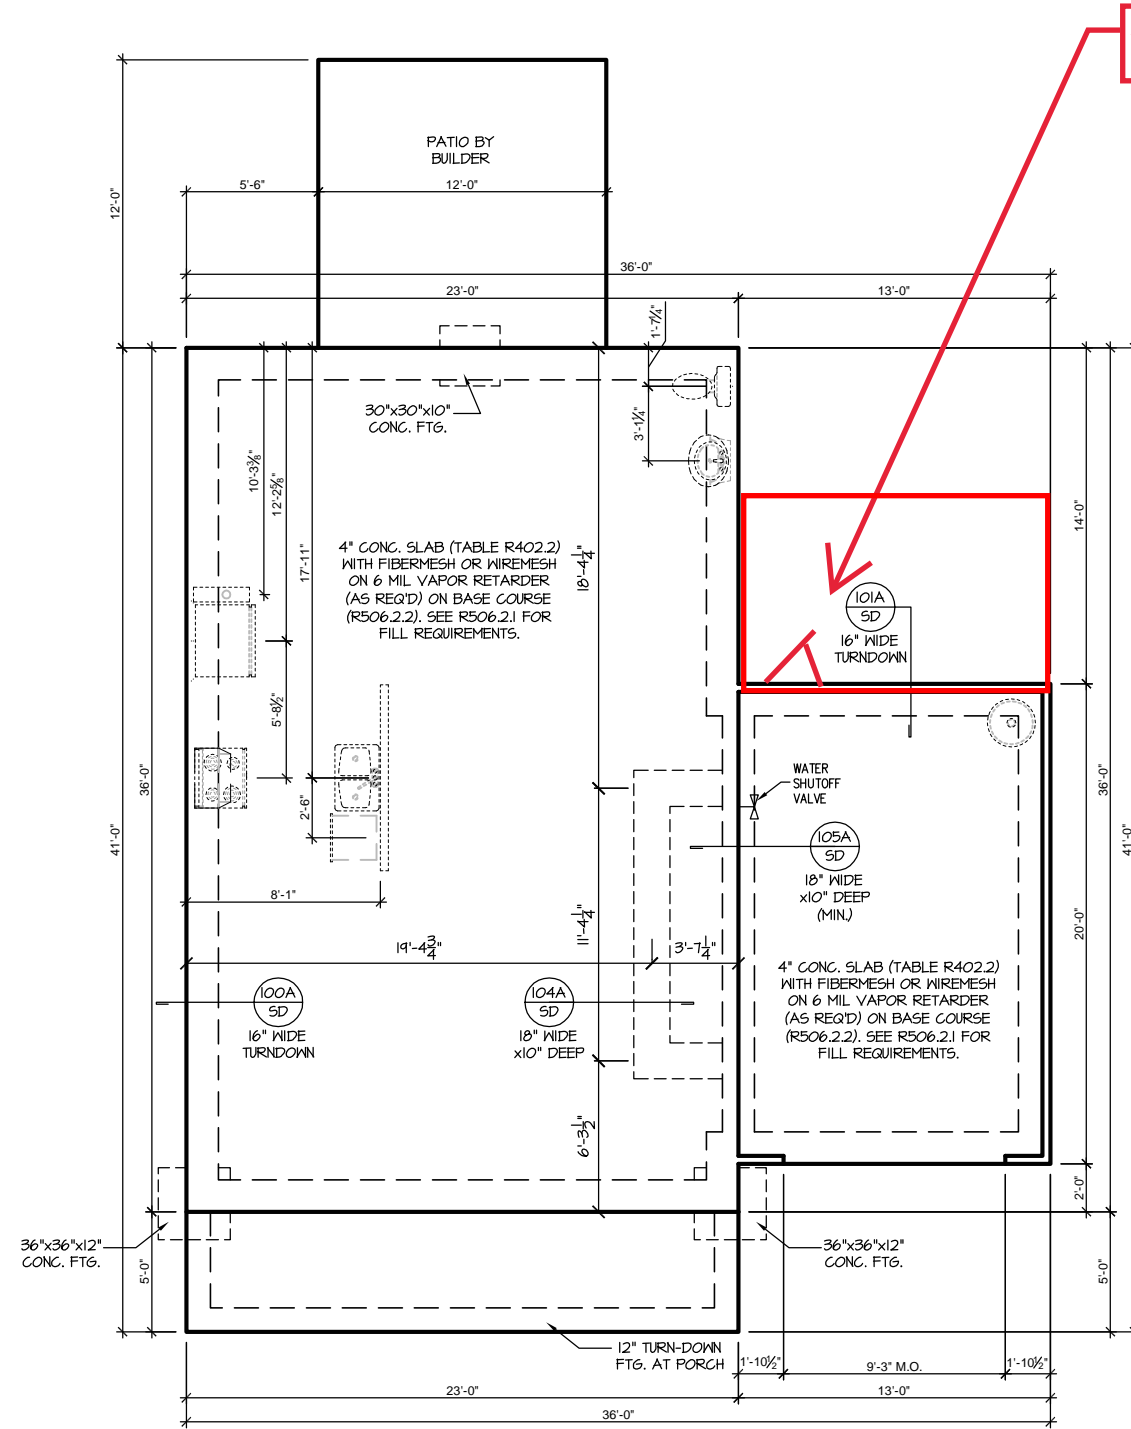 PATIO BY
BUILDER
12'-0"
5'-6"
12'-0"
36'-0"
23'-0"
13'-0"
1'-7¼"
3'-1¼"
30"x30"x10"
CONC. FTG.
10'-3⅜"
12'-2⅝"
17'-11"
18'-4¼"
14'-0"
4" CONC. SLAB (TABLE R402.2)
WITH FIBERMESH OR WIREMESH
ON 6 MIL VAPOR RETARDER
(AS REQ'D) ON BASE COURSE
(R506.2.2). SEE R506.2.1 FOR
FILL REQUIREMENTS.
101A
SD
16" WIDE
TURNDOWN
5'-8½"
2'-6"
WATER
SHUTOFF
VALVE
36'-0"
41'-0"
36'-0"
41'-0"
105A
SD
18" WIDE
x10" DEEP
(MIN.)
8'-1"
11'-4¼"
20'-0"
19'-4¾"
3'-7¼"
4" CONC. SLAB (TABLE R402.2)
WITH FIBERMESH OR WIREMESH
ON 6 MIL VAPOR RETARDER
(AS REQ'D) ON BASE COURSE
(R506.2.2). SEE R506.2.1 FOR
FILL REQUIREMENTS.
100A
SD
16" WIDE
TURNDOWN
104A
SD
18" WIDE
x10" DEEP
6'-3½"
2'-0"
36"x36"x12"
CONC. FTG.
36"x36"x12"
CONC. FTG.
5'-0"
5'-0"
12" TURN-DOWN
FTG. AT PORCH
1'-10½"
9'-3" M.O.
1'-10½"
23'-0"
13'-0"
36'-0"